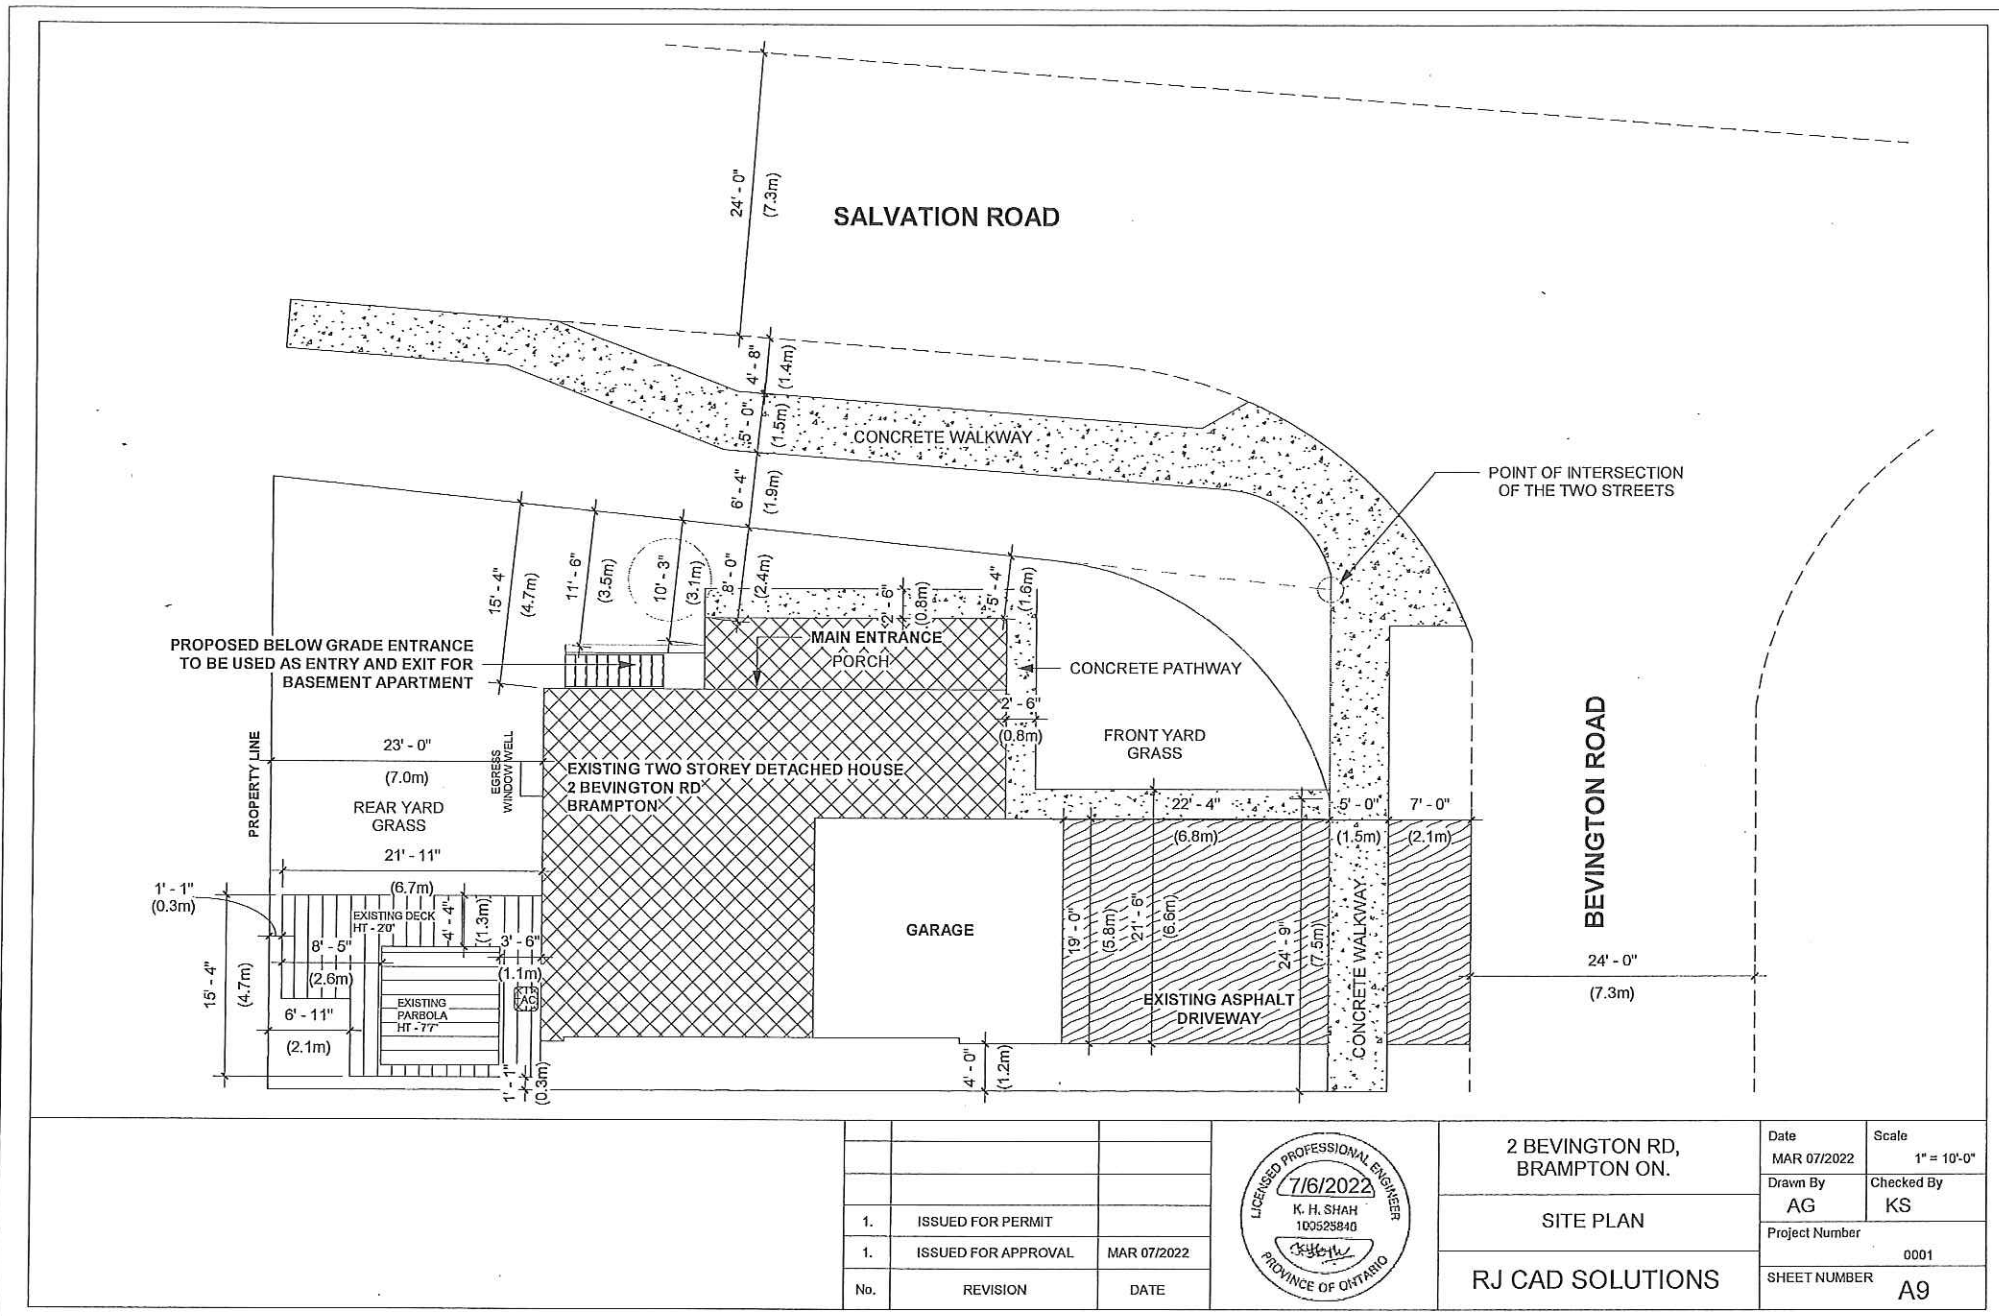 24' - 0"
(7.3m)
SALVATION ROAD
4' - 8"
(1.4m)
5' - 0"
(1.5m)
CONCRETE WALKWAY
6' - 4"
(1.9m)
POINT OF INTERSECTION
OF THE TWO STREETS
15' - 4"
(4.7m)
11' - 6"
(3.5m)
10' - 3"
(3.1m)
8' - 0"
(2.4m)
2' - 6"
(0.8m)
5' - 4"
(1.6m)
PROPOSED BELOW GRADE ENTRANCE
TO BE USED AS ENTRY AND EXIT FOR
BASEMENT APARTMENT
MAIN ENTRANCE
PORCH
CONCRETE PATHWAY
2' - 6"
(0.8m)
FRONT YARD
GRASS
PROPERTY LINE
23' - 0"
(7.0m)
REAR YARD
GRASS
EGRESS
WINDOW WELL
EXISTING TWO STOREY DETACHED HOUSE
2 BEVINGTON RD
BRAMPTON
22' - 4"
(6.8m)
5' - 0"
(1.5m)
7' - 0"
(2.1m)
BEVINGTON ROAD
24' - 0"
(7.3m)
21' - 11"
(6.7m)
1' - 1"
(0.3m)
EXISTING DECK
HT - 2'0"
4' - 4"
(1.3m)
8' - 5"
(2.6m)
3' - 6"
(1.1m)
15' - 4"
(4.7m)
AC
EXISTING
PARBOLA
HT - 7'7"
6' - 11"
(2.1m)
1' - 1"
(0.3m)
GARAGE
4' - 0"
(1.2m)
19' - 0"
(5.8m)
21' - 6"
(6.6m)
24' - 9"
(7.5m)
EXISTING ASPHALT
DRIVEWAY
CONCRETE WALKWAY
1. ISSUED FOR PERMIT
1. ISSUED FOR APPROVAL MAR 07/2022
No. REVISION DATE
LICENSED PROFESSIONAL ENGINEER
7/6/2022
K. H. SHAH
100525840
PROVINCE OF ONTARIO
2 BEVINGTON RD,
BRAMPTON ON.
SITE PLAN
RJ CAD SOLUTIONS
Date
MAR 07/2022
Scale
1" = 10'-0"
Drawn By
AG
Checked By
KS
Project Number
0001
SHEET NUMBER
A9